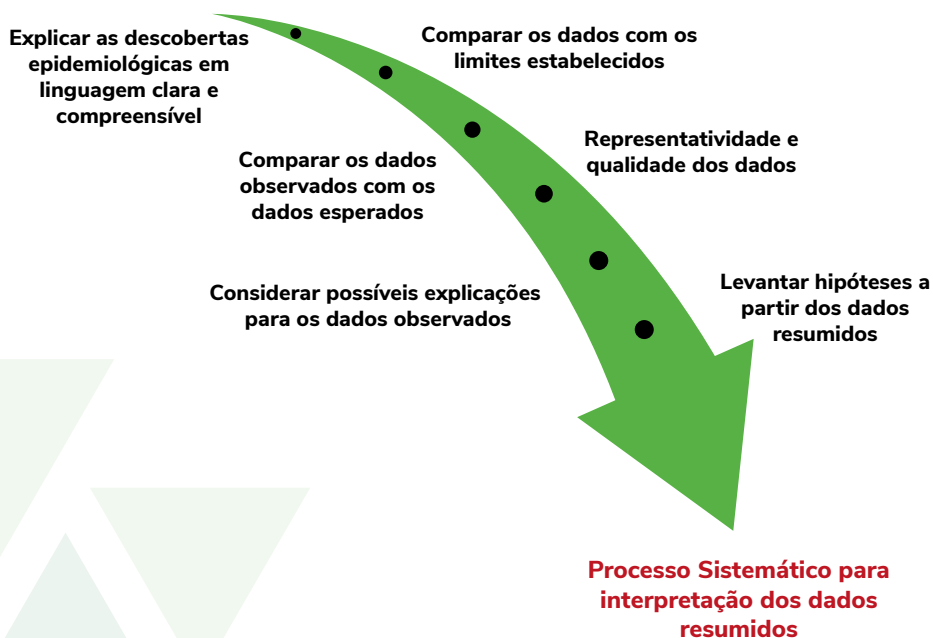 Explicar as descobertas
epidemiológicas em
linguagem clara e
compreensível
Comparar os dados com os
limites estabelecidos
Comparar os dados
observados com os
dados esperados
Representatividade e
qualidade dos dados
Considerar possíveis explicações
para os dados observados
Levantar hipóteses a
partir dos dados
resumidos
Processo Sistemático para
interpretação dos dados
resumidos